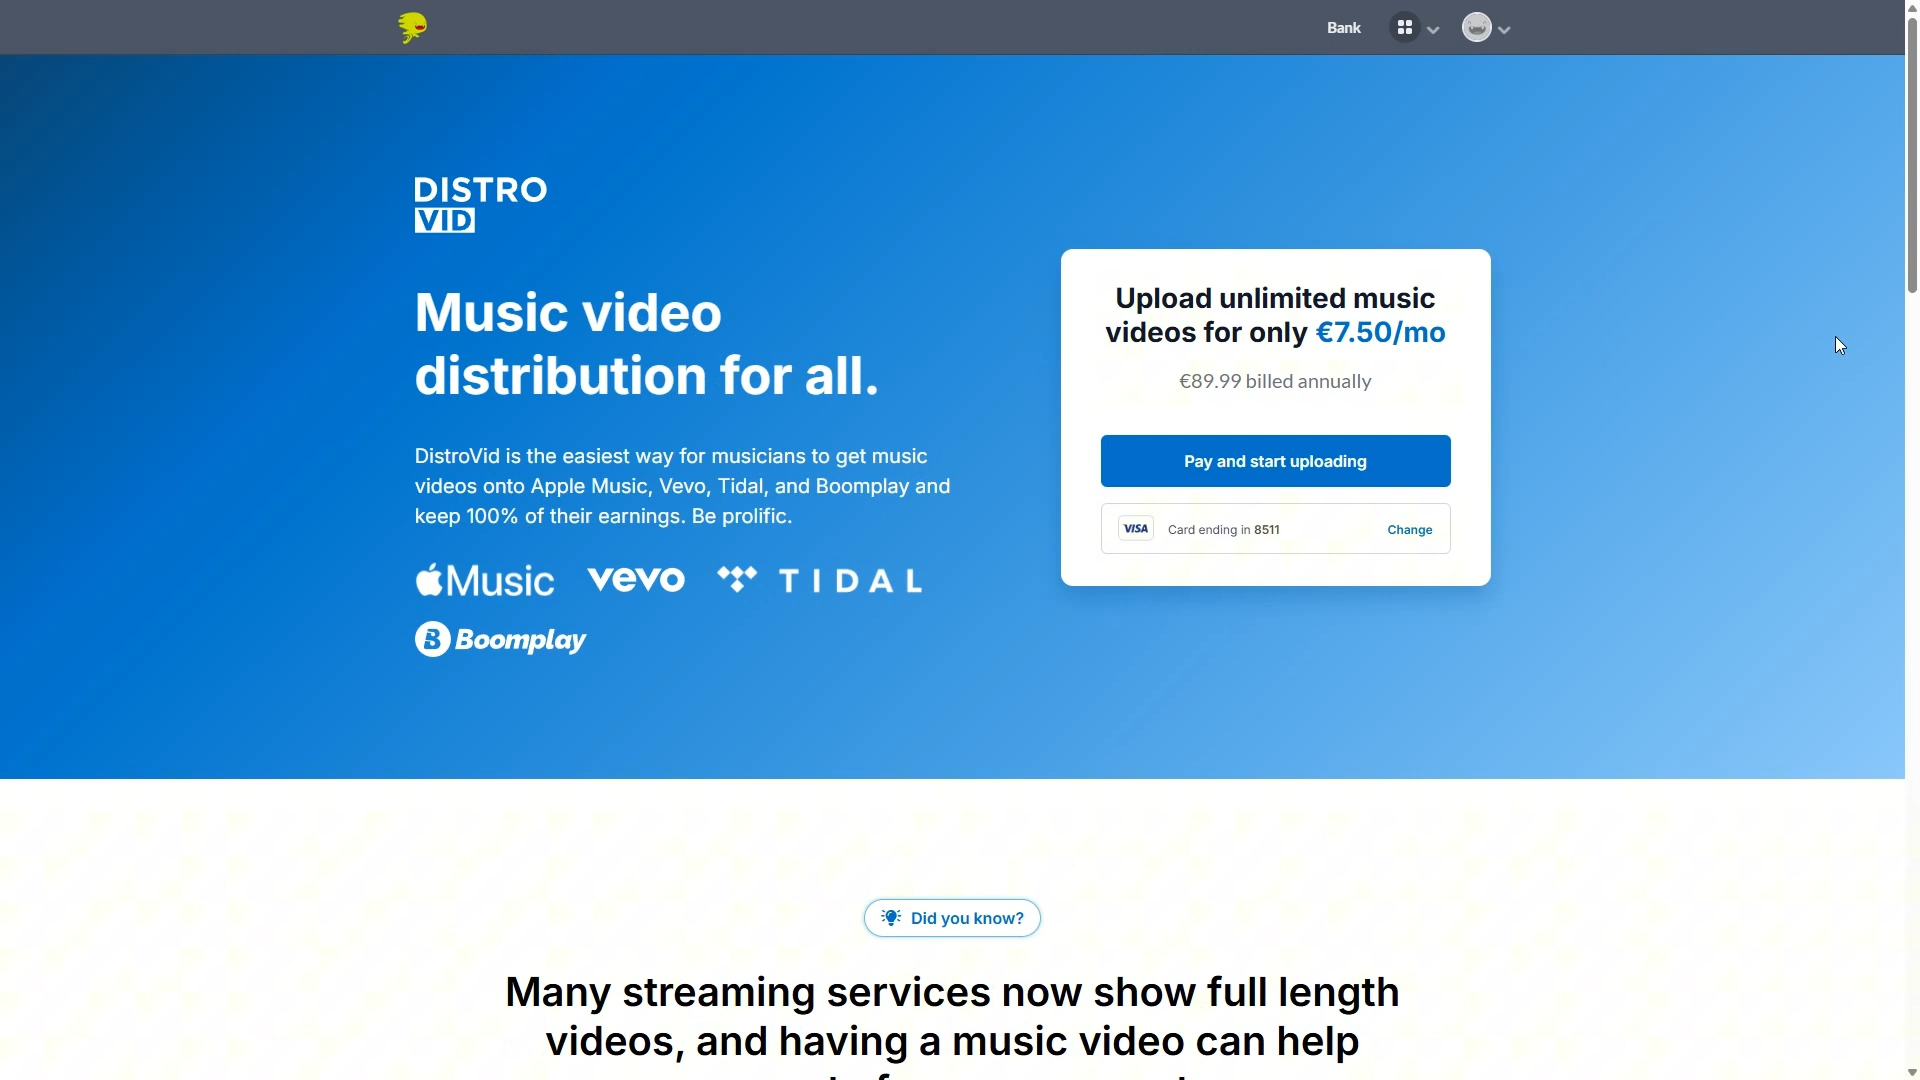 Bank
DISTRO
VID
Music video
distribution for all.
DistroVid is the easiest way for musicians to get music
videos onto Apple Music, Vevo, Tidal, and Boomplay and
keep 100% of their earnings. Be prolific.
Music vevo TIDAL
Boomplay
Upload unlimited music
videos for only €7.50/mo
€89.99 billed annually
Pay and start uploading
VISA Card ending in 8511 Change
Did you know?
Many streaming services now show full length
videos, and having a music video can help